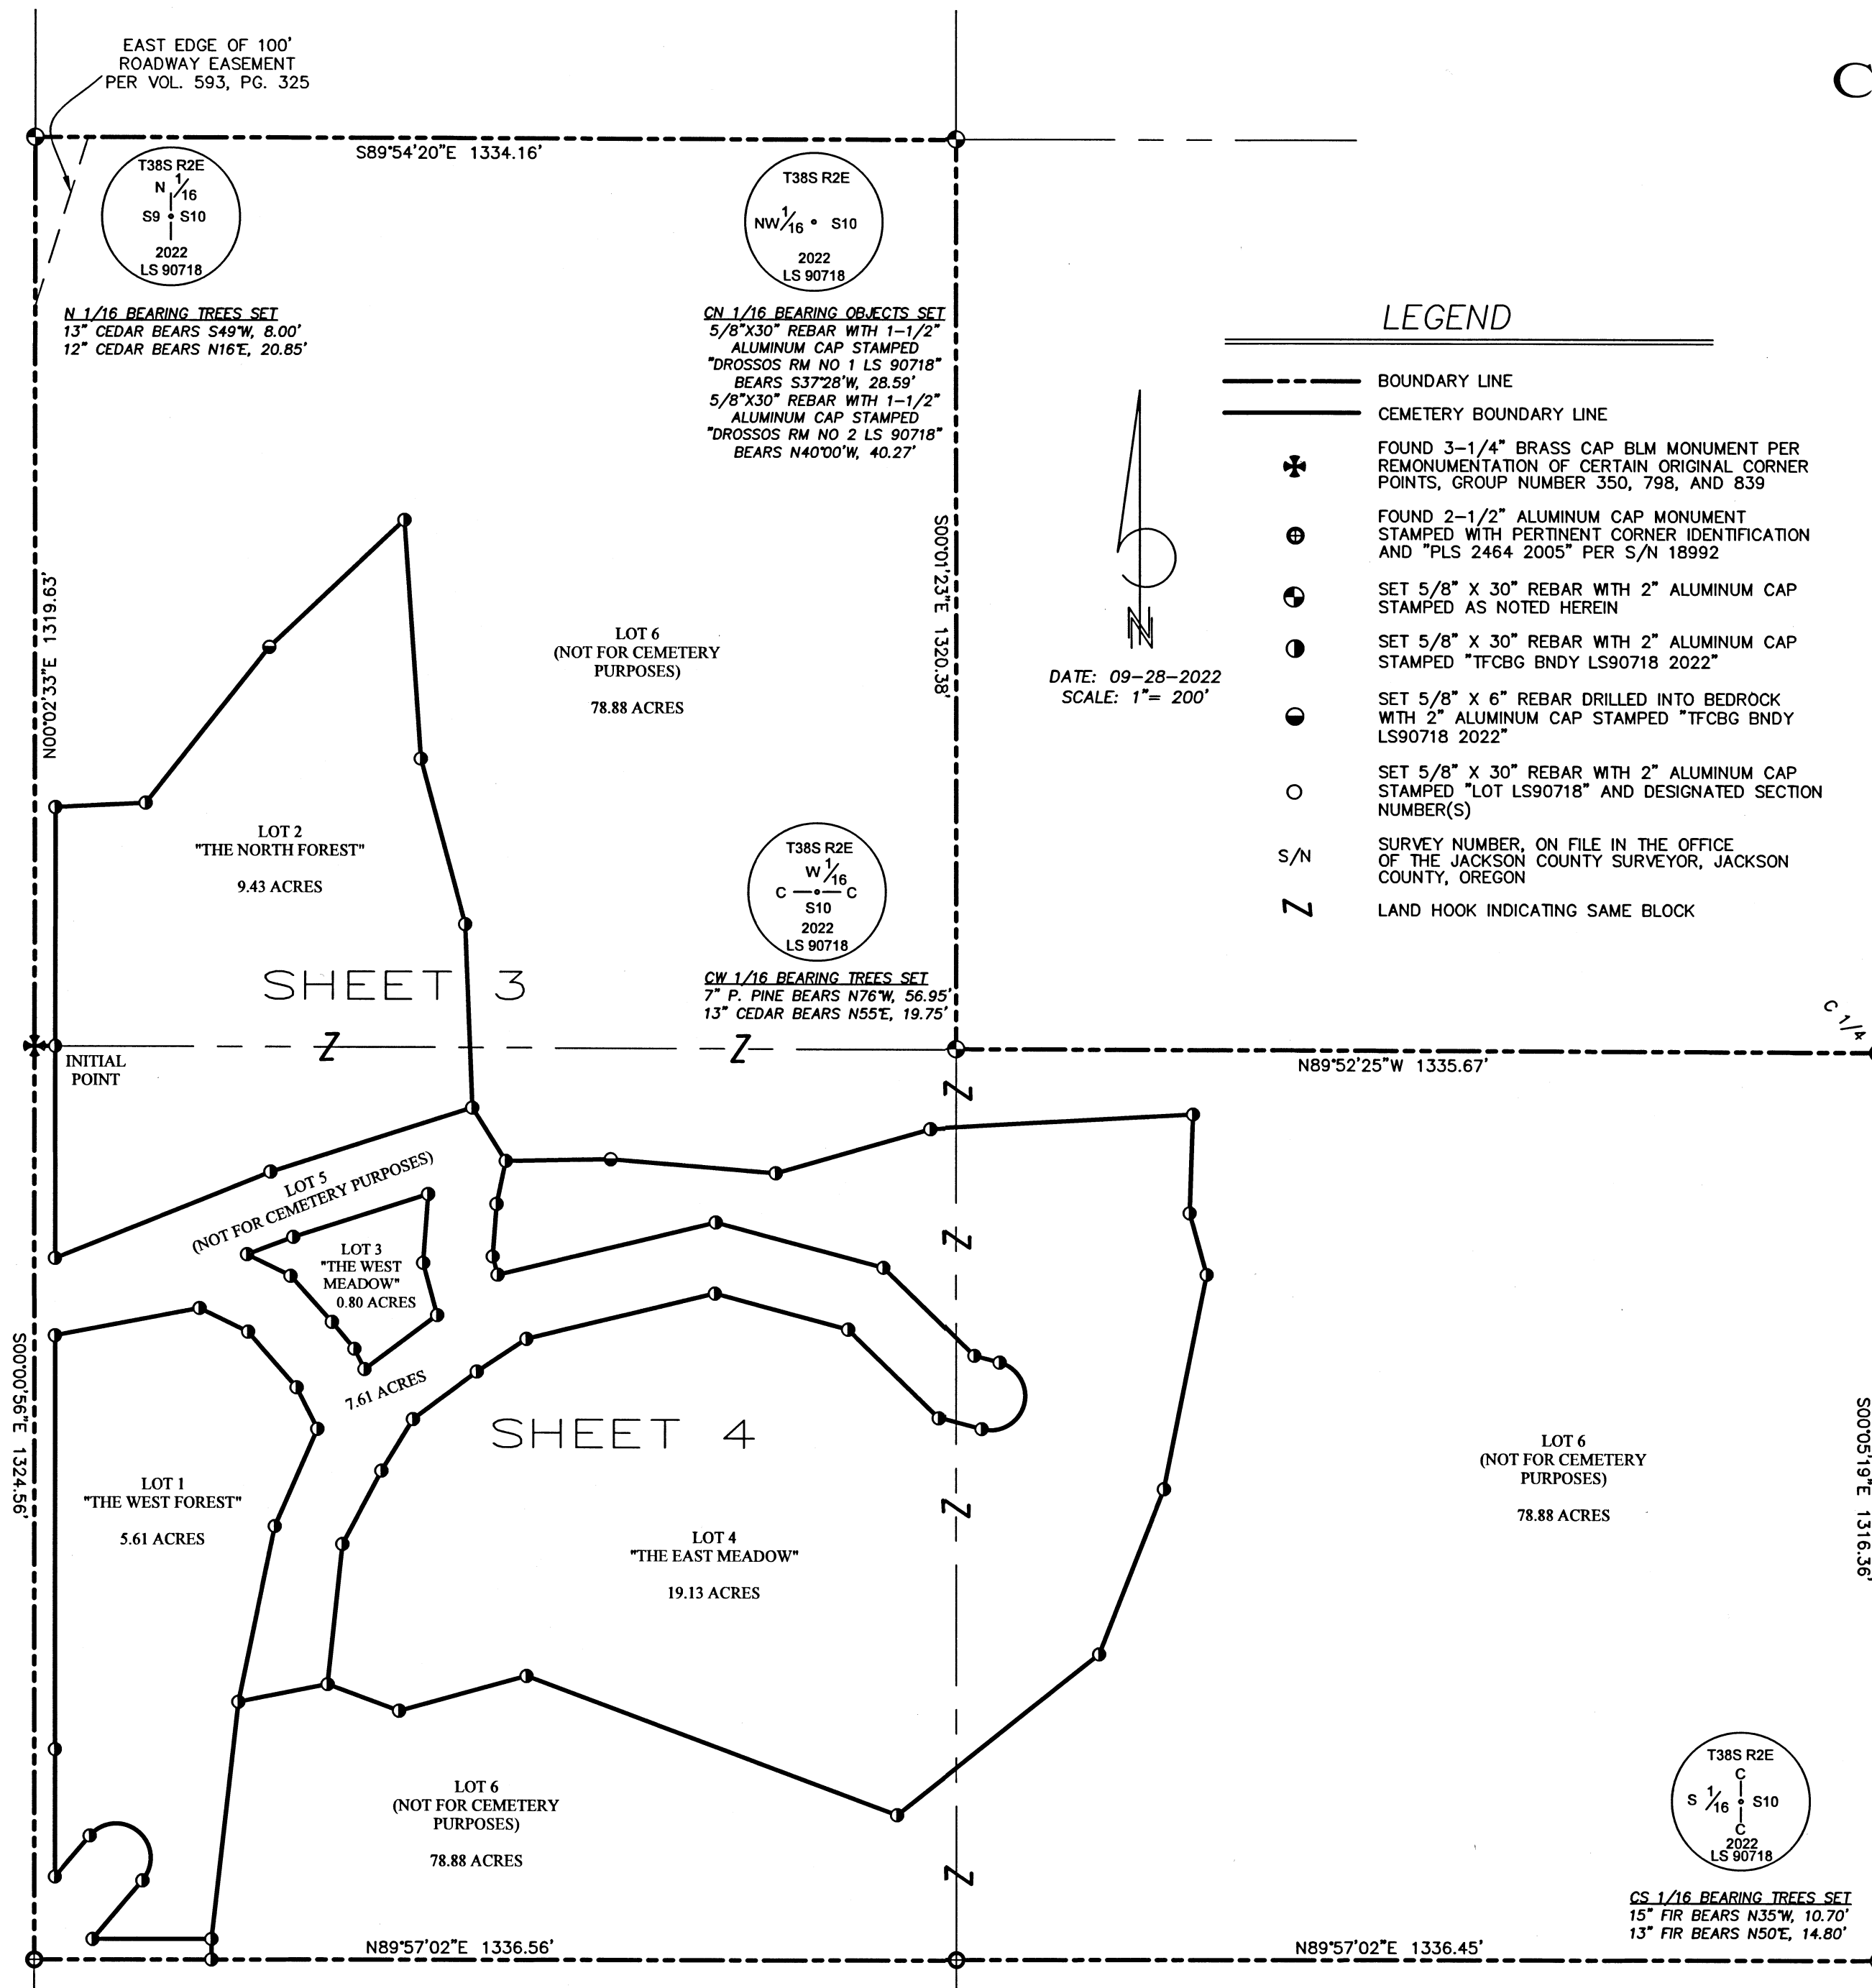 EAST EDGE OF 100'
ROADWAY EASEMENT
PER VOL. 593, PG. 325
C
S89°54'20"E 1334.16'
T38S R2E
N 1/16
S9 S10
2022
LS 90718
N 1/16 BEARING TREES SET
13" CEDAR BEARS S49°W, 8.00'
12" CEDAR BEARS N16°E, 20.85'
T38S R2E
NW 1/16 S10
2022
LS 90718
CN 1/16 BEARING OBJECTS SET
5/8"X30" REBAR WITH 1-1/2"
ALUMINUM CAP STAMPED
"DROSSOS RM NO 1 LS 90718"
BEARS S37°28'W, 28.59'
5/8"X30" REBAR WITH 1-1/2"
ALUMINUM CAP STAMPED
"DROSSOS RM NO 2 LS 90718"
BEARS N40°00'W, 40.27'
LEGEND
BOUNDARY LINE
CEMETERY BOUNDARY LINE
FOUND 3-1/4" BRASS CAP BLM MONUMENT PER
REMONUMENTATION OF CERTAIN ORIGINAL CORNER
POINTS, GROUP NUMBER 350, 798, AND 839
FOUND 2-1/2" ALUMINUM CAP MONUMENT
STAMPED WITH PERTINENT CORNER IDENTIFICATION
AND "PLS 2464 2005" PER S/N 18992
SET 5/8" X 30" REBAR WITH 2" ALUMINUM CAP
STAMPED AS NOTED HEREIN
SET 5/8" X 30" REBAR WITH 2" ALUMINUM CAP
STAMPED "TFCBG BNDY LS90718 2022"
SET 5/8" X 6" REBAR DRILLED INTO BEDROCK
WITH 2" ALUMINUM CAP STAMPED "TFCBG BNDY
LS90718 2022"
SET 5/8" X 30" REBAR WITH 2" ALUMINUM CAP
STAMPED "LOT LS90718" AND DESIGNATED SECTION
NUMBER(S)
S/N
SURVEY NUMBER, ON FILE IN THE OFFICE
OF THE JACKSON COUNTY SURVEYOR, JACKSON
COUNTY, OREGON
Z
LAND HOOK INDICATING SAME BLOCK
N
DATE: 09-28-2022
SCALE: 1"= 200'
N00°02'33"E 1319.63'
S00°01'23"E 1320.38'
LOT 6
(NOT FOR CEMETERY
PURPOSES)
78.88 ACRES
LOT 2
"THE NORTH FOREST"
9.43 ACRES
T38S R2E
W 1/16
C C
S10
2022
LS 90718
CW 1/16 BEARING TREES SET
7" P. PINE BEARS N76°W, 56.95'
13" CEDAR BEARS N55°E, 19.75'
SHEET 3
C 1/4
Z
Z
INITIAL
POINT
N89°52'25"W 1335.67'
Z
LOT 5
(NOT FOR CEMETERY PURPOSES)
7.61 ACRES
LOT 3
"THE WEST
MEADOW"
0.80 ACRES
Z
S00°00'56"E 1324.56'
SHEET 4
LOT 1
"THE WEST FOREST"
5.61 ACRES
LOT 4
"THE EAST MEADOW"
19.13 ACRES
Z
LOT 6
(NOT FOR CEMETERY
PURPOSES)
78.88 ACRES
S00°05'19"E 1316.36'
LOT 6
(NOT FOR CEMETERY
PURPOSES)
78.88 ACRES
Z
T38S R2E
C
S 1/16 S10
C
2022
LS 90718
CS 1/16 BEARING TREES SET
15" FIR BEARS N35°W, 10.70'
13" FIR BEARS N50°E, 14.80'
N89°57'02"E 1336.56'
N89°57'02"E 1336.45'